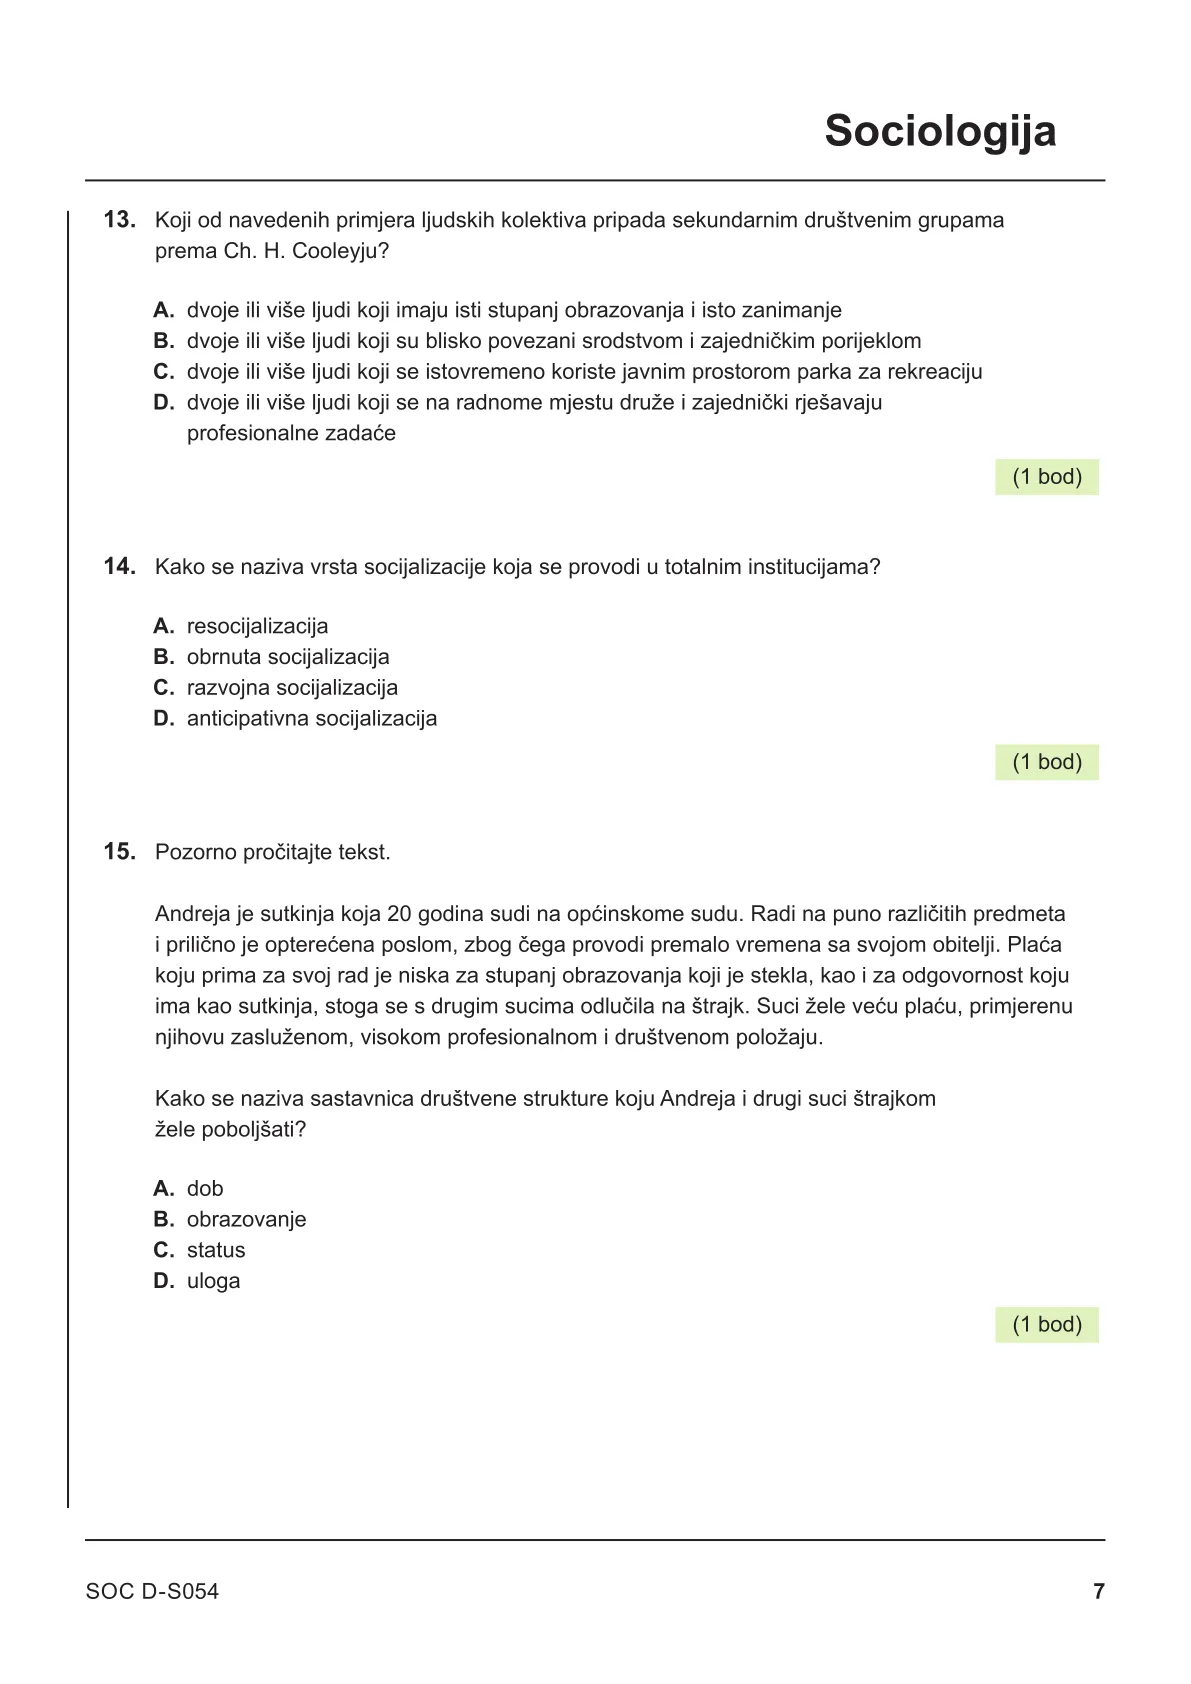 Sociologija
13. Koji od navedenih primjera ljudskih kolektiva pripada sekundarnim društvenim grupama
prema Ch. H. Cooleyju?
A. dvoje ili više ljudi koji imaju isti stupanj obrazovanja i isto zanimanje
B. dvoje ili više ljudi koji su blisko povezani srodstvom i zajedničkim porijeklom
C. dvoje ili više ljudi koji se istovremeno koriste javnim prostorom parka za rekreaciju
D. dvoje ili više ljudi koji se na radnome mjestu druže i zajednički rješavaju
profesionalne zadaće
(1 bod)
14. Kako se naziva vrsta socijalizacije koja se provodi u totalnim institucijama?
A. resocijalizacija
B. obrnuta socijalizacija
C. razvojna socijalizacija
D. anticipativna socijalizacija
(1 bod)
15. Pozorno pročitajte tekst.
Andreja je sutkinja koja 20 godina sudi na općinskome sudu. Radi na puno različitih predmeta
i prilično je opterećena poslom, zbog čega provodi premalo vremena sa svojom obitelji. Plaća
koju prima za svoj rad je niska za stupanj obrazovanja koji je stekla, kao i za odgovornost koju
ima kao sutkinja, stoga se s drugim sucima odlučila na štrajk. Suci žele veću plaću, primjerenu
njihovu zasluženom, visokom profesionalnom i društvenom položaju.
Kako se naziva sastavnica društvene strukture koju Andreja i drugi suci štrajkom
žele poboljšati?
A. dob
B. obrazovanje
C. status
D. uloga
(1 bod)
SOC D-S054
7